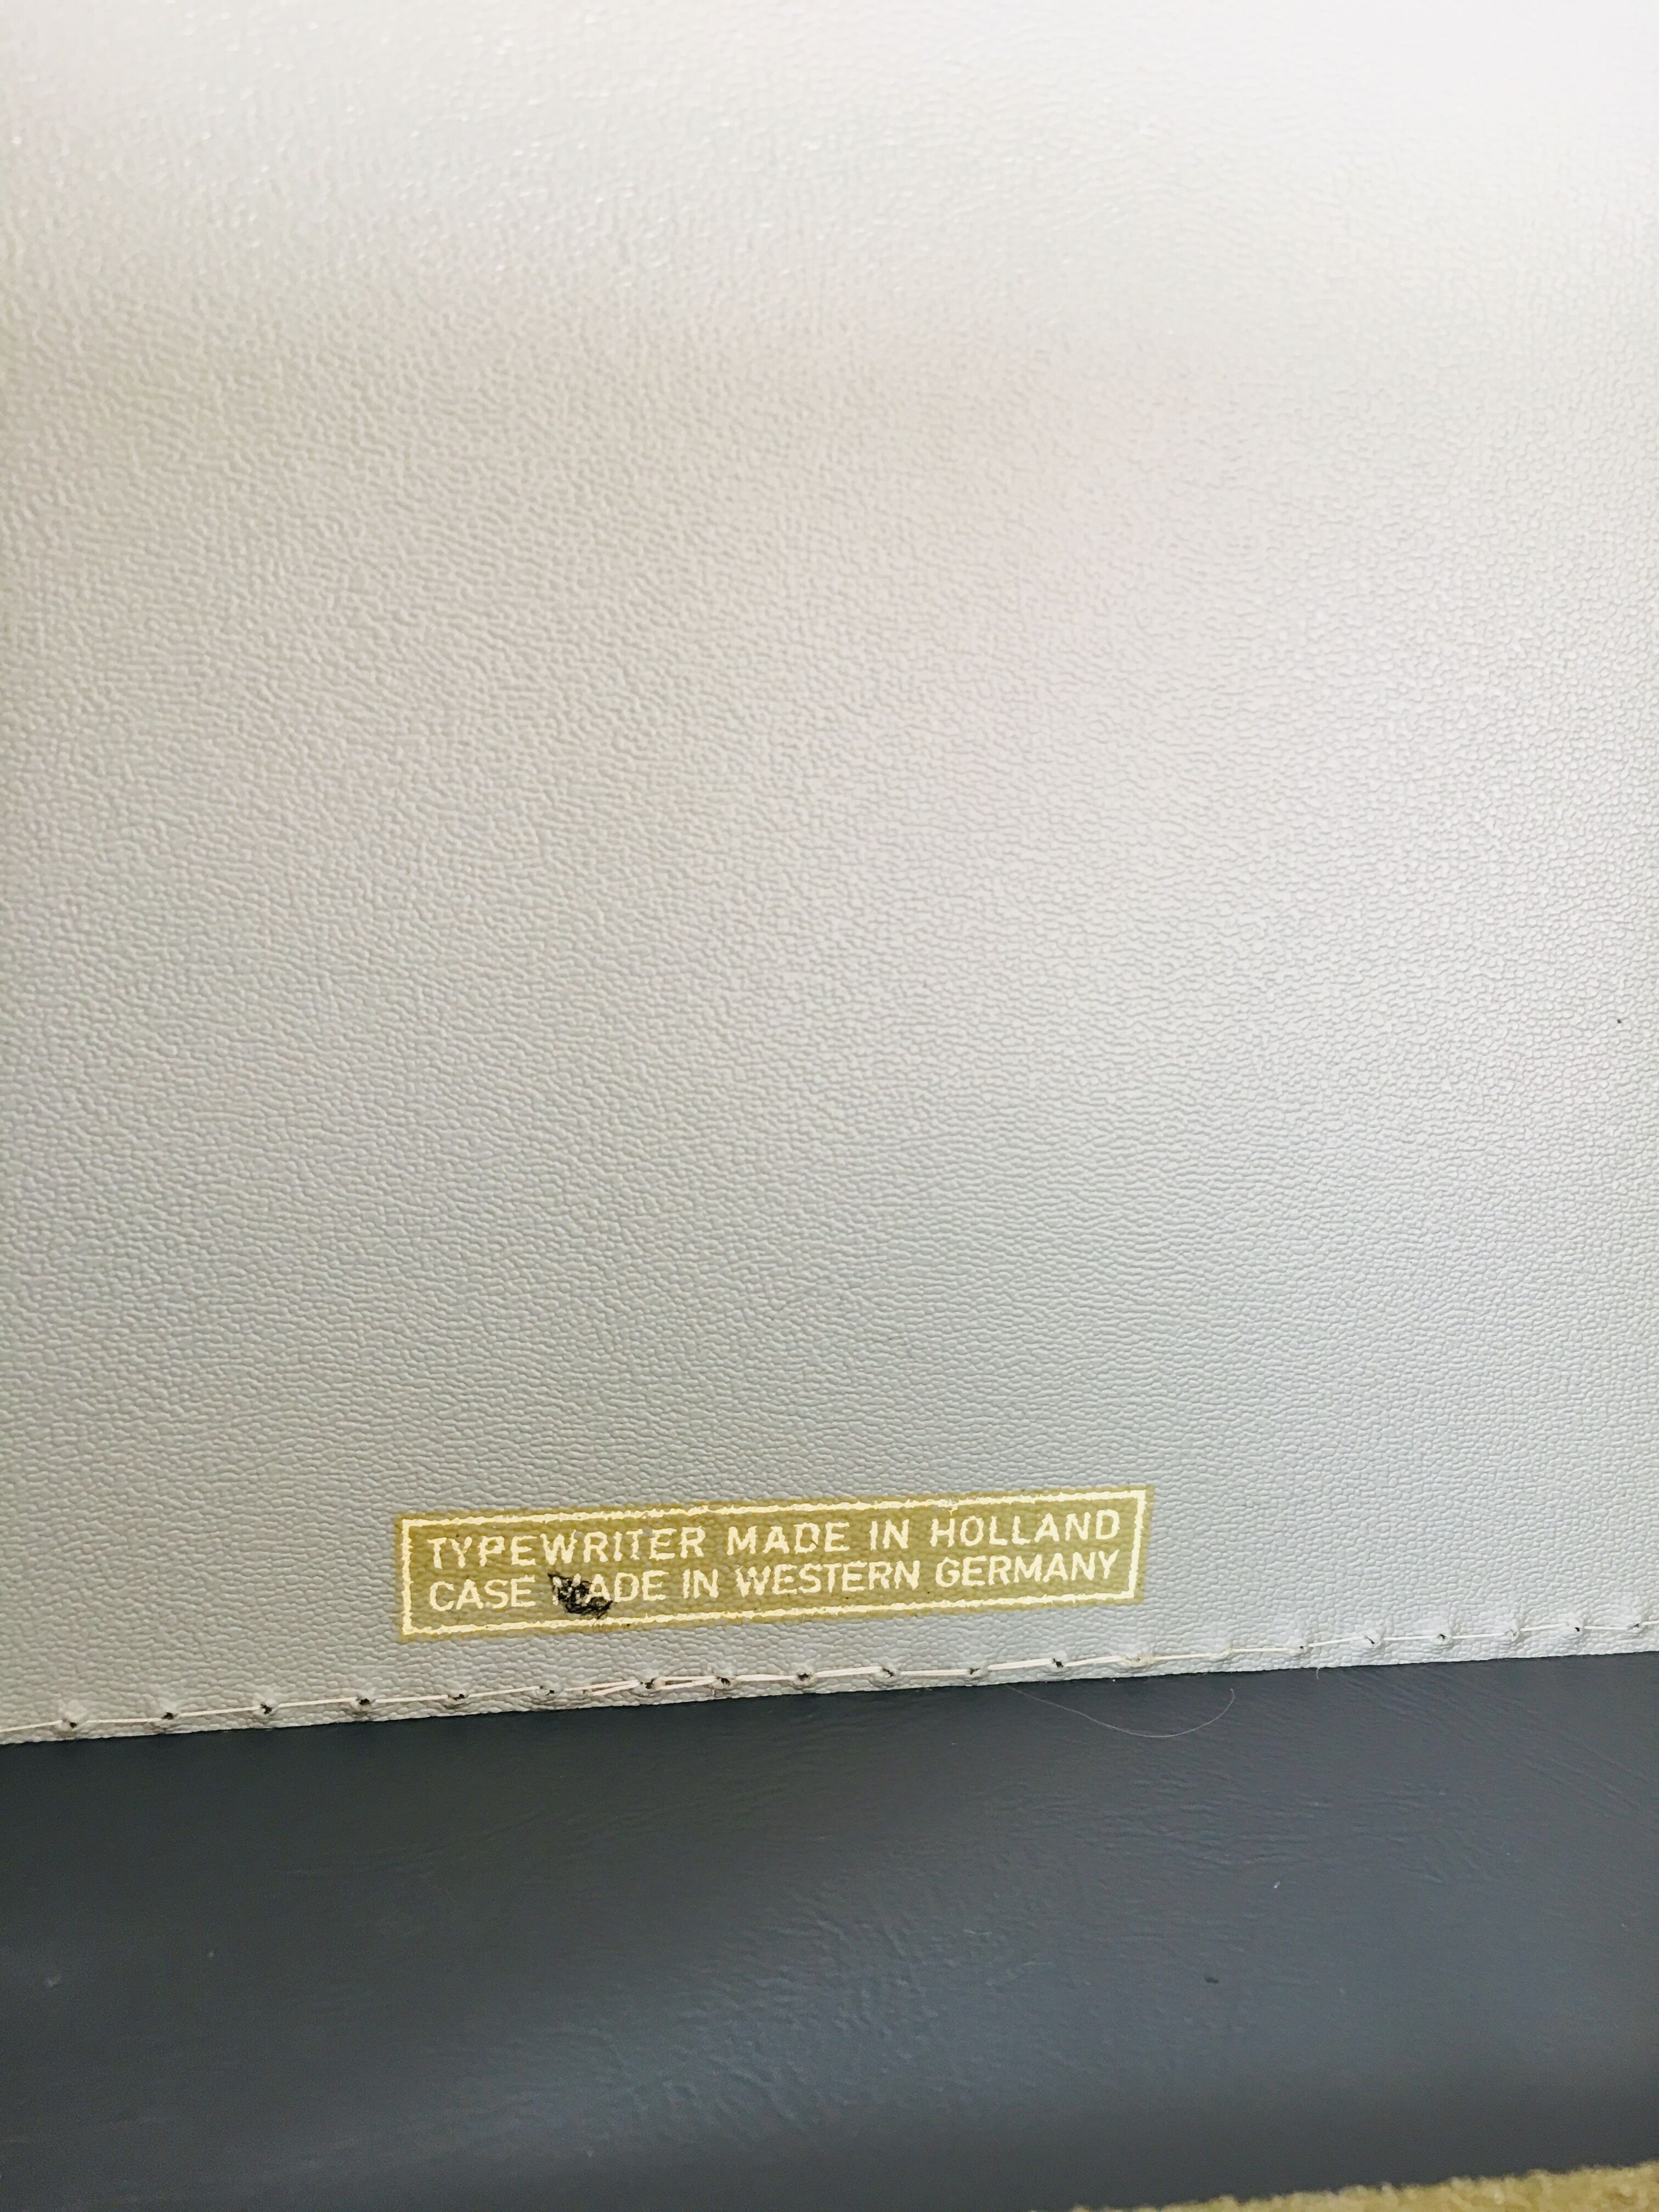 TYPEWRITER MADE IN HOLLAND
CASE MADE IN WESTERN GERMANY